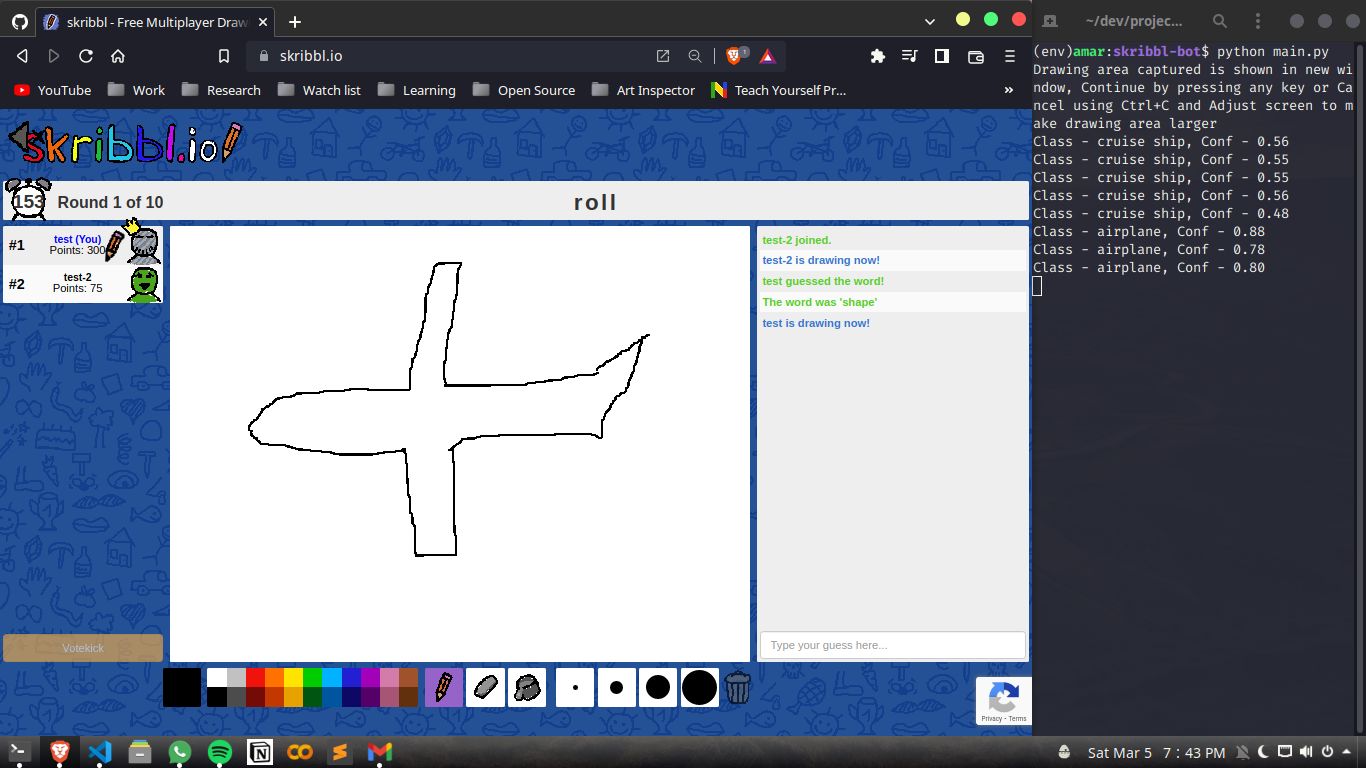 skribbl - Free Multiplayer Draw
skribbl.io
1
YouTube
Work
Research
Watch list
Learning
Open Source
Art Inspector
Teach Yourself Pr...
»
skribbl.io
153
Round 1 of 10
roll
#1
test (You)
Points: 300
#2
test-2
Points: 75
Votekick
test-2 joined.
test-2 is drawing now!
test guessed the word!
The word was 'shape'
test is drawing now!
Type your guess here...
Privacy - Terms
~/dev/projec...
(env)amar:skribbl-bot$ python main.py
Drawing area captured is shown in new wi
ndow, Continue by pressing any key or Ca
ncel using Ctrl+C and Adjust screen to m
ake drawing area larger
Class - cruise ship, Conf - 0.56
Class - cruise ship, Conf - 0.55
Class - cruise ship, Conf - 0.55
Class - cruise ship, Conf - 0.56
Class - cruise ship, Conf - 0.48
Class - airplane, Conf - 0.88
Class - airplane, Conf - 0.78
Class - airplane, Conf - 0.80
Sat Mar 5 7 : 43 PM